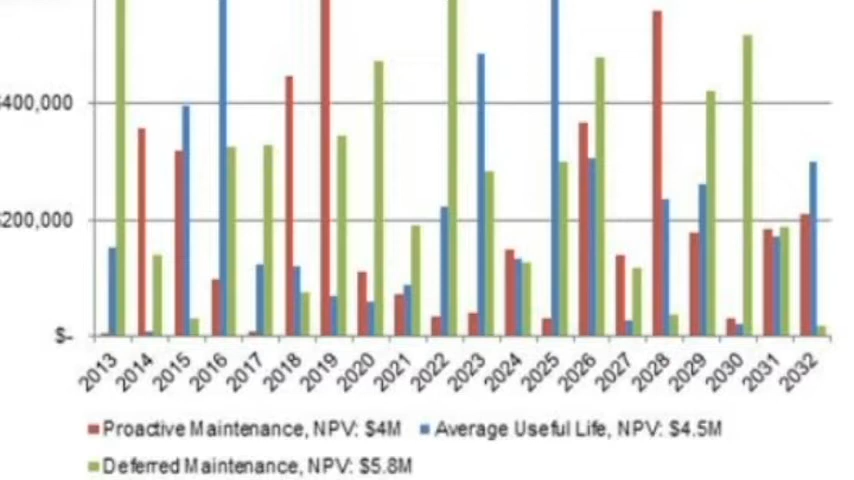 $400,000
$200,000
$-
2013 2014 2015 2016 2017 2018 2019 2020 2021 2022 2023 2024 2025 2026 2027 2028 2029 2030 2031 2032
Proactive Maintenance, NPV: $4M Average Useful Life, NPV: $4.5M
Deferred Maintenance, NPV: $5.8M